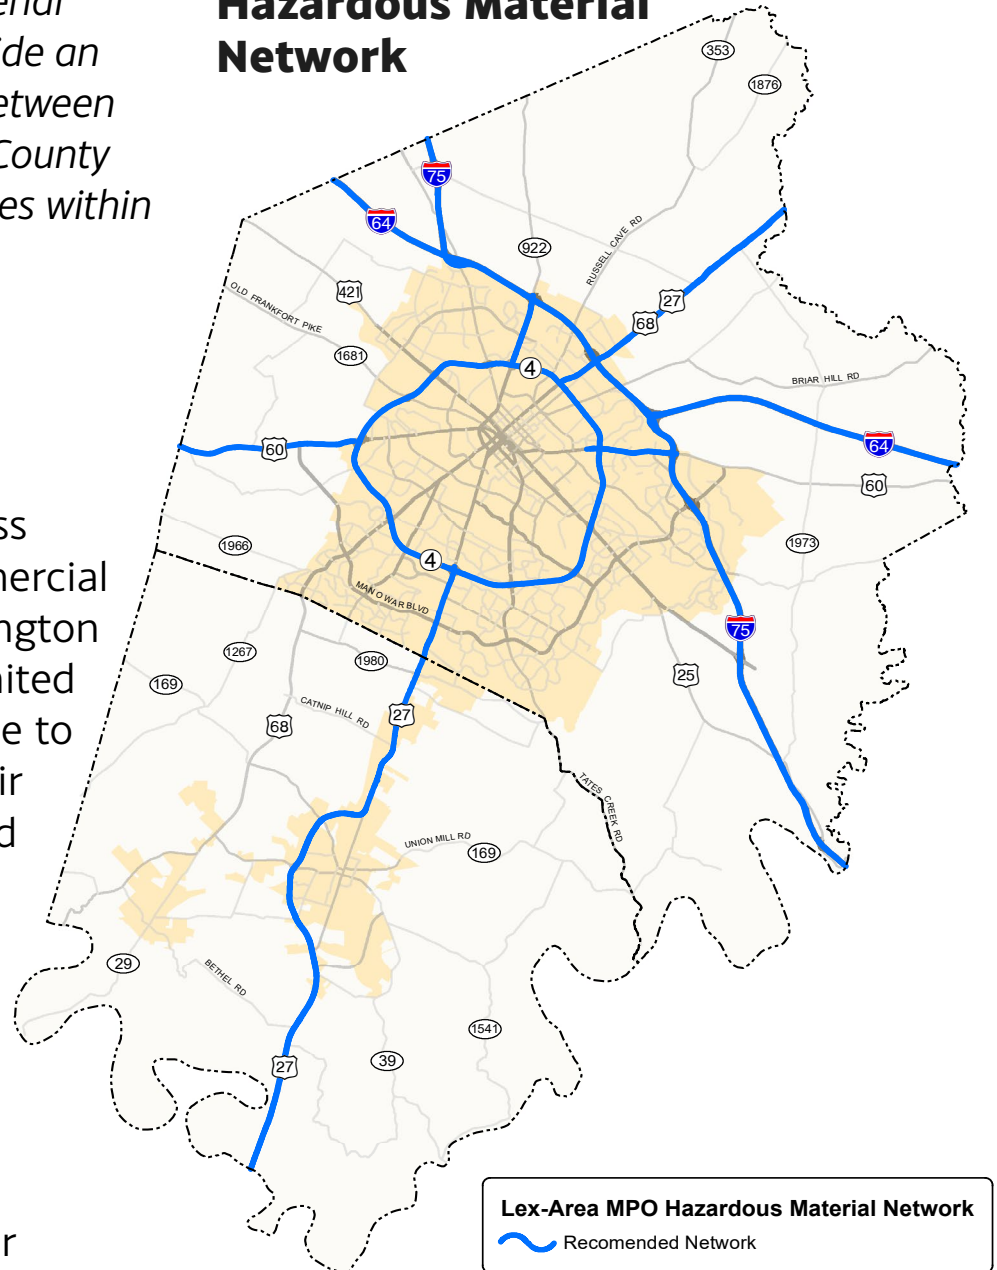 Hazardous Material
Network
erial
ide an
etween
County
es within
ss
mercial
ngton
nited
e to
ir
d
r
353
1876
75
64
922
RUSSELL CAVE RD
421
27
68
OLD FRANKFORT PIKE
1681
4
BRIAR HILL RD
60
64
60
1966
4
1973
MAN O WAR BLVD
75
1267
1980
25
169
CATNIP HILL RD
27
68
TATES CREEK RD
UNION MILL RD
169
29
BETHEL RD
1541
39
27
Lex-Area MPO Hazardous Material Network
Recomended Network